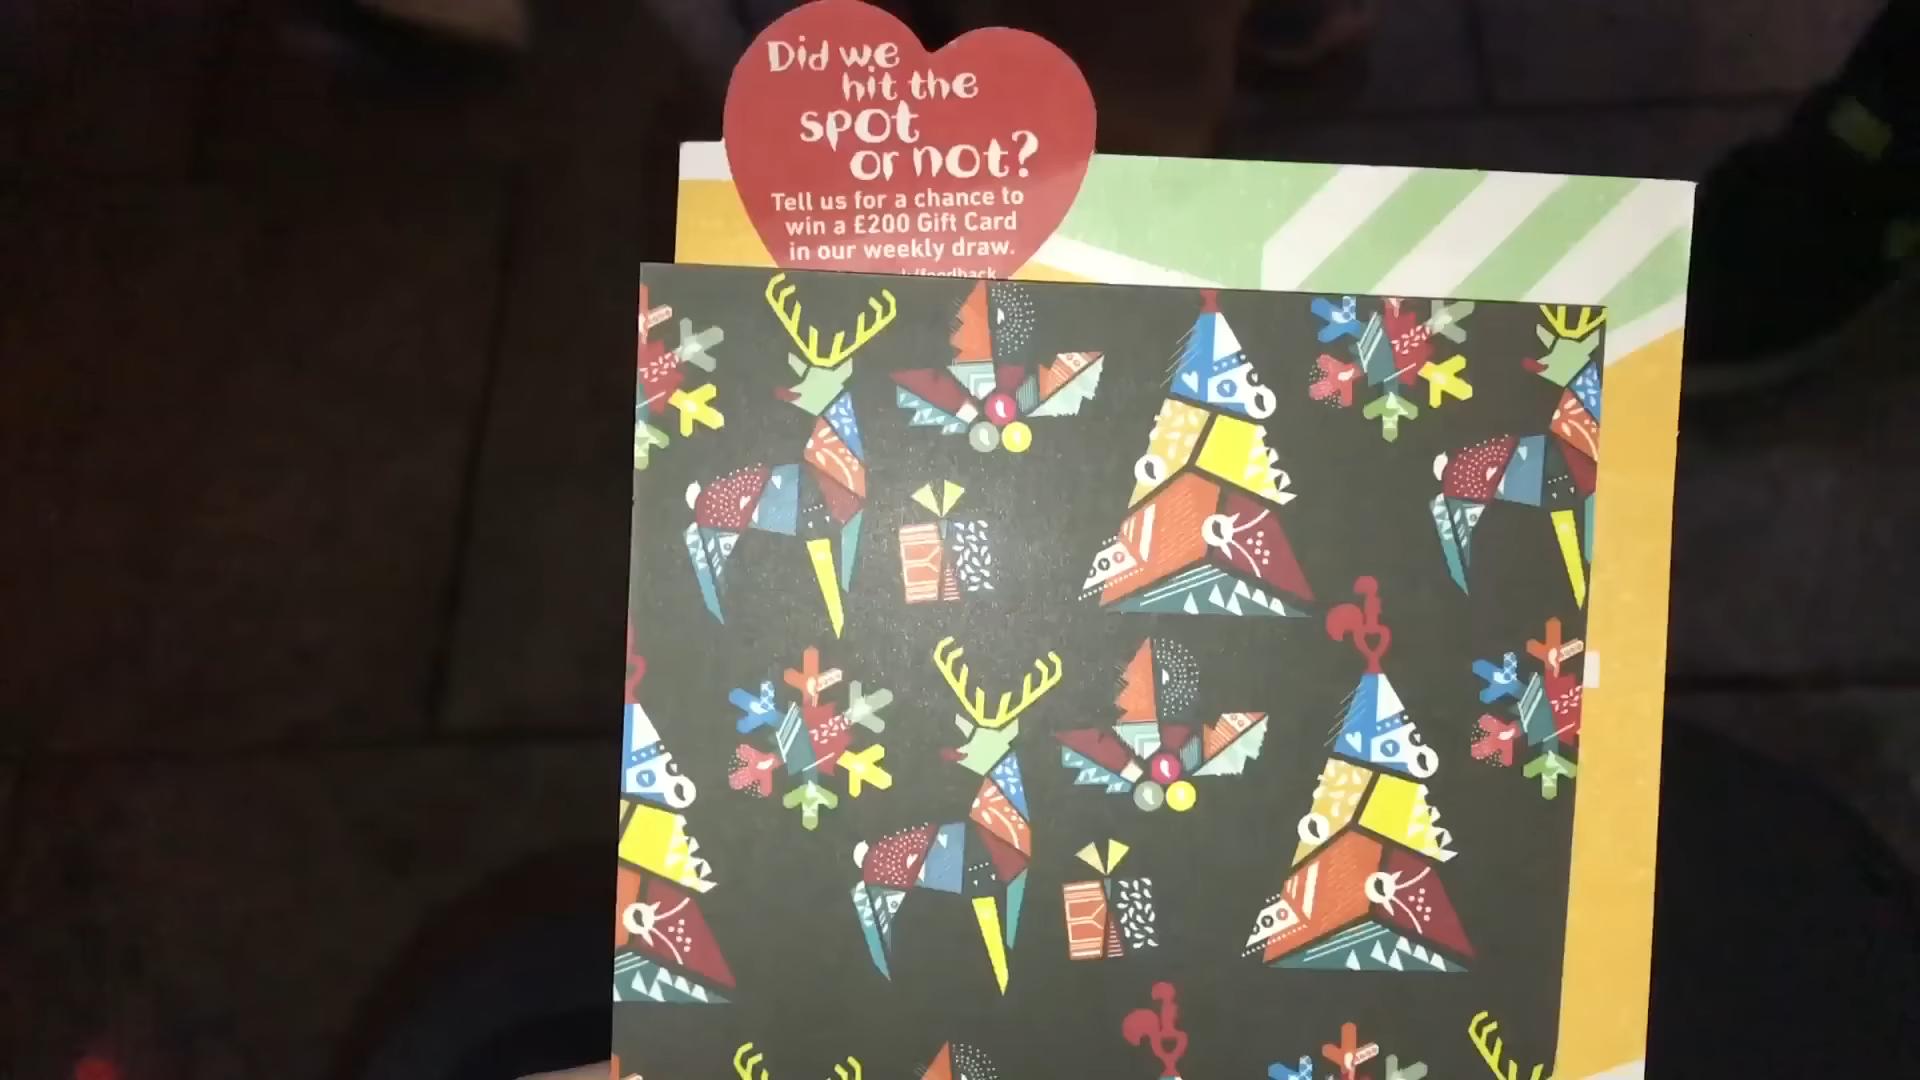 Did we
hit the
spot
or not?
Tell us for a chance to
win a £200 Gift Card
in our weekly draw.
/feedback